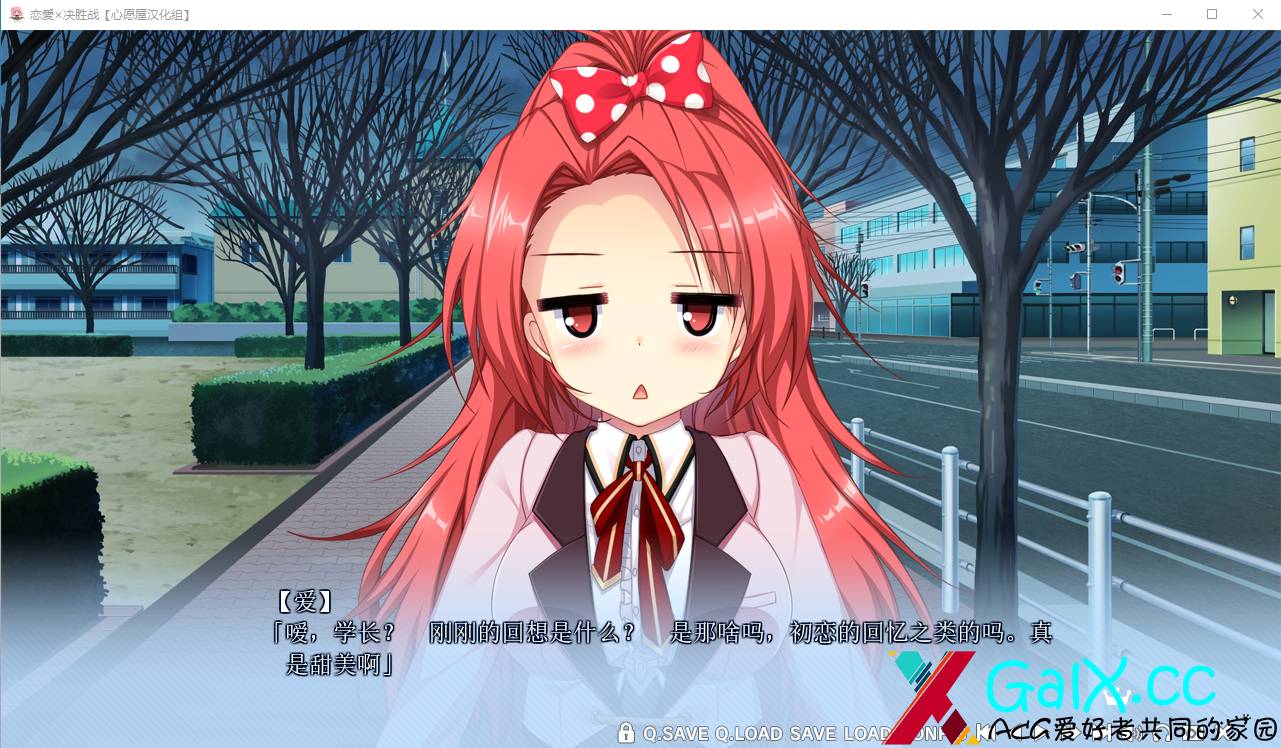 恋愛×决胜战【心愿屋汉化组】
【爱】
「嗳，学长？　刚刚的回想是什么？　是那啥吗，初恋的回忆之类的吗。真
是甜美啊」
GalX.cc
ACG爱好者共同的家园
Q.SAVE Q.LOAD SAVE LOAD